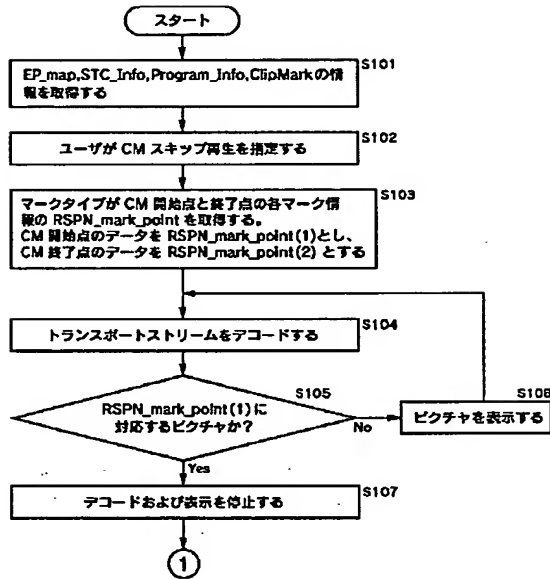 スタート
S101
EP_map,STC_Info,Program_Info,ClipMarkの情
報を取得する
S102
ユーザが CM スキップ再生を指定する
S103
マークタイプが CM 開始点と終了点の各マーク情
報の RSPN_mark_point を取得する。
CM 開始点のデータを RSPN_mark_point(1)とし、
CM 終了点のデータを RSPN_mark_point(2) とする
トランスポートストリームをデコードする
S104
S105
RSPN_mark_point(1)に
対応するピクチャか?
No
S108
ピクチャを表示する
Yes
S107
デコードおよび表示を停止する
1